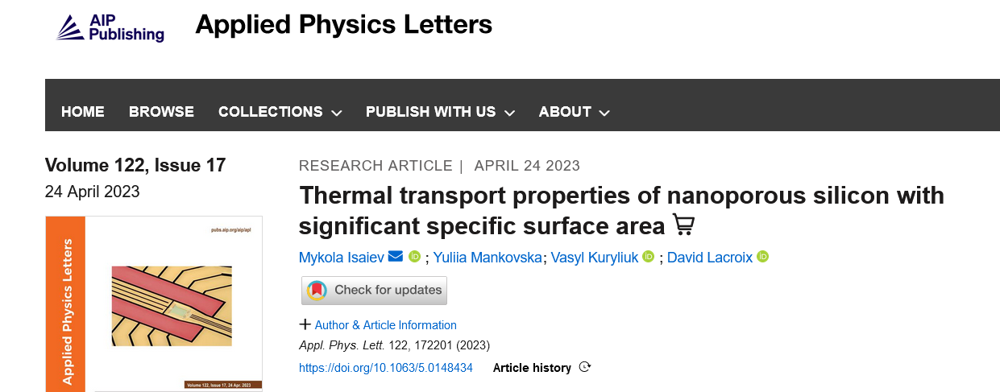 AIP
Publishing
Applied Physics Letters
HOME BROWSE COLLECTIONS PUBLISH WITH US ABOUT
Volume 122, Issue 17
24 April 2023
Applied Physics Letters
pubs.aip.org/aip/apl
Volume 122, Issue 17, 24 Apr. 2023
RESEARCH ARTICLE | APRIL 24 2023
Thermal transport properties of nanoporous silicon with
significant specific surface area
Mykola Isaiev iD ; Yuliia Mankovska; Vasyl Kuryliuk iD ; David Lacroix iD
Check for updates
+ Author & Article Information
Appl. Phys. Lett. 122, 172201 (2023)
https://doi.org/10.1063/5.0148434 Article history